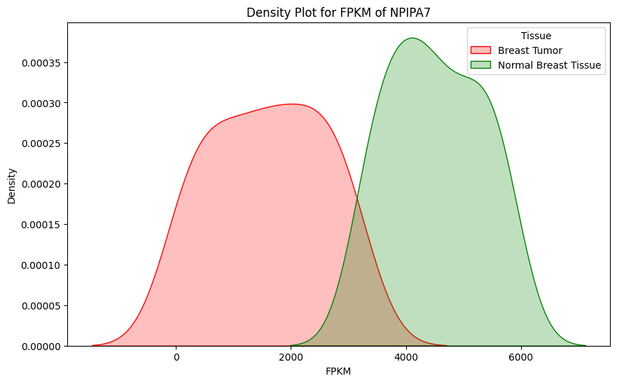 Density Plot for FPKM of NPIPA7
Tissue
Breast Tumor
Normal Breast Tissue
Density
0.00035
0.00030
0.00025
0.00020
0.00015
0.00010
0.00005
0.00000
0 2000 4000 6000
FPKM